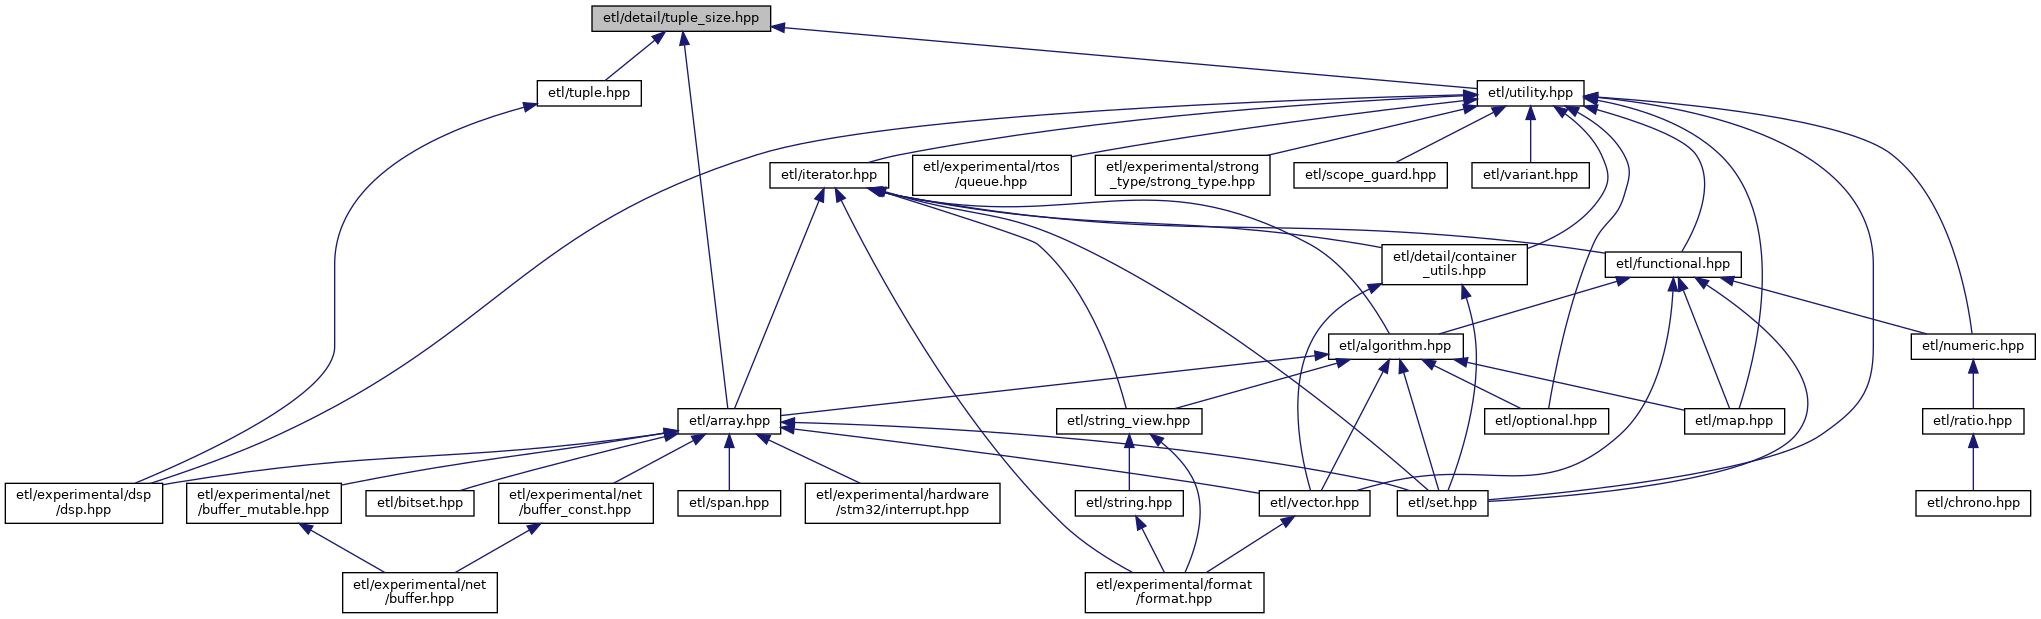 etl/detail/tuple_size.hpp
etl/tuple.hpp
etl/utility.hpp
etl/iterator.hpp
etl/experimental/rtos
/queue.hpp
etl/experimental/strong
_type/strong_type.hpp
etl/scope_guard.hpp
etl/variant.hpp
etl/detail/container
_utils.hpp
etl/functional.hpp
etl/algorithm.hpp
etl/numeric.hpp
etl/array.hpp
etl/string_view.hpp
etl/optional.hpp
etl/map.hpp
etl/ratio.hpp
etl/experimental/dsp
/dsp.hpp
etl/experimental/net
/buffer_mutable.hpp
etl/bitset.hpp
etl/experimental/net
/buffer_const.hpp
etl/span.hpp
etl/experimental/hardware
/stm32/interrupt.hpp
etl/string.hpp
etl/vector.hpp
etl/set.hpp
etl/chrono.hpp
etl/experimental/net
/buffer.hpp
etl/experimental/format
/format.hpp